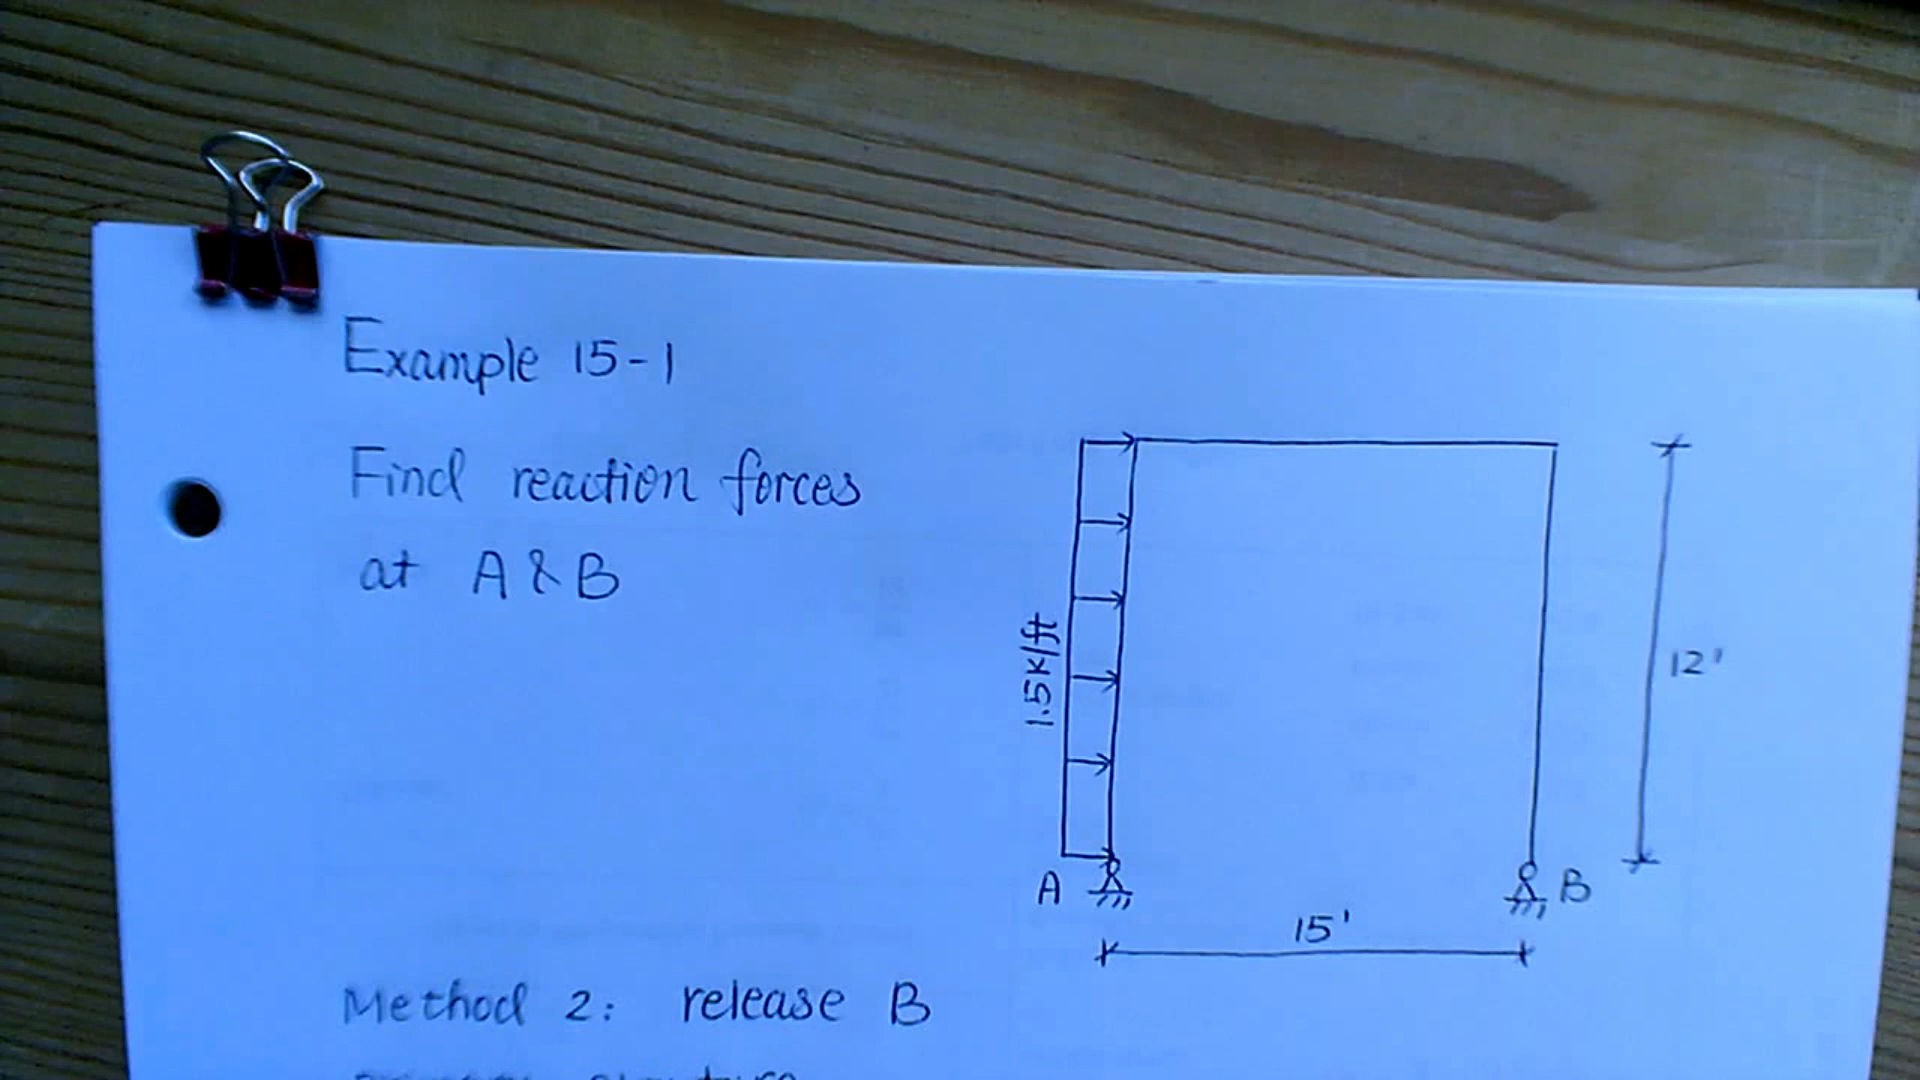 Example 15-1
Find reaction forces
at A & B
1.5k/ft
12'
A
B
15'
Method 2: release B